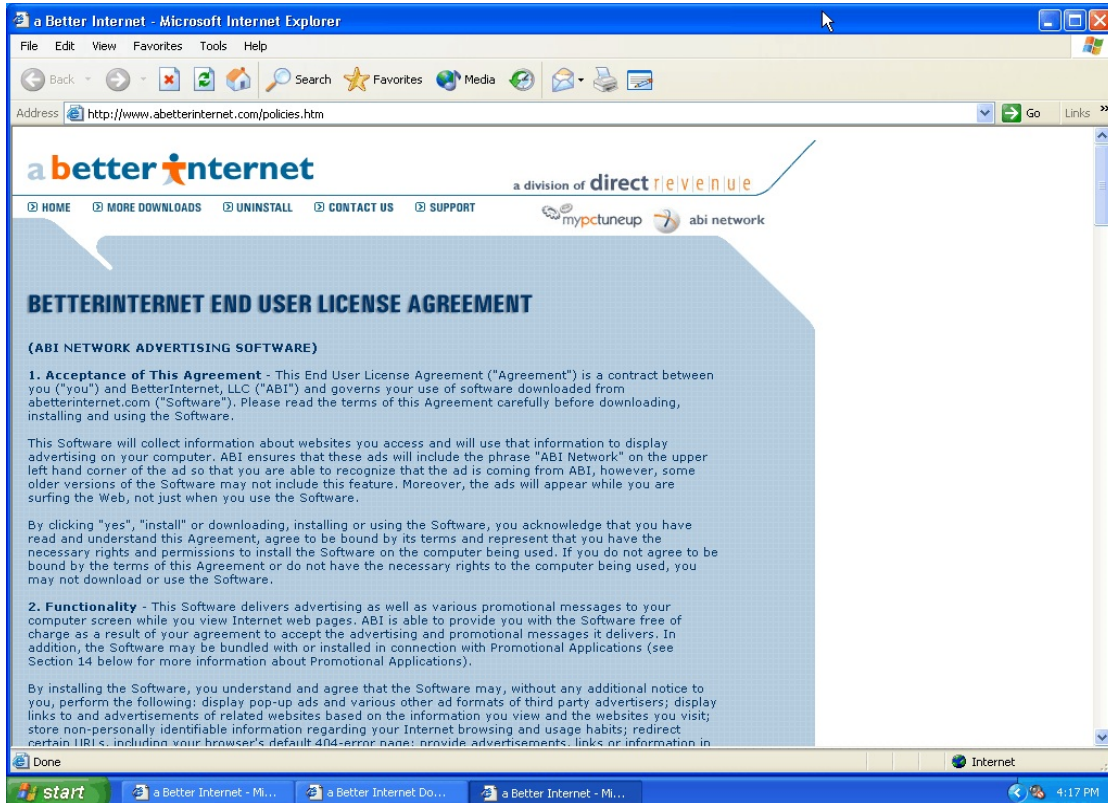 a Better Internet - Microsoft Internet Explorer
File Edit View Favorites Tools Help
Back Search Favorites Media
Address http://www.abetterinternet.com/policies.htm Go Links »
a better internet
a division of direct r|e|v|e|n|u|e
HOME MORE DOWNLOADS UNINSTALL CONTACT US SUPPORT
mypctuneup abi network
BETTERINTERNET END USER LICENSE AGREEMENT
(ABI NETWORK ADVERTISING SOFTWARE)
1. Acceptance of This Agreement - This End User License Agreement ("Agreement") is a contract between
you ("you") and BetterInternet, LLC ("ABI") and governs your use of software downloaded from
abetterinternet.com ("Software"). Please read the terms of this Agreement carefully before downloading,
installing and using the Software.
This Software will collect information about websites you access and will use that information to display
advertising on your computer. ABI ensures that these ads will include the phrase "ABI Network" on the upper
left hand corner of the ad so that you are able to recognize that the ad is coming from ABI, however, some
older versions of the Software may not include this feature. Moreover, the ads will appear while you are
surfing the Web, not just when you use the Software.
By clicking "yes", "install" or downloading, installing or using the Software, you acknowledge that you have
read and understand this Agreement, agree to be bound by its terms and represent that you have the
necessary rights and permissions to install the Software on the computer being used. If you do not agree to be
bound by the terms of this Agreement or do not have the necessary rights to the computer being used, you
may not download or use the Software.
2. Functionality - This Software delivers advertising as well as various promotional messages to your
computer screen while you view Internet web pages. ABI is able to provide you with the Software free of
charge as a result of your agreement to accept the advertising and promotional messages it delivers. In
addition, the Software may be bundled with or installed in connection with Promotional Applications (see
Section 14 below for more information about Promotional Applications).
By installing the Software, you understand and agree that the Software may, without any additional notice to
you, perform the following: display pop-up ads and various other ad formats of third party advertisers; display
links to and advertisements of related websites based on the information you view and the websites you visit;
store non-personally identifiable information regarding your Internet browsing and usage habits; redirect
certain URLs, including your browser's default 404-error page; provide advertisements, links or information in
Done Internet
start a Better Internet - Mi... a Better Internet Do... a Better Internet - Mi... 4:17 PM